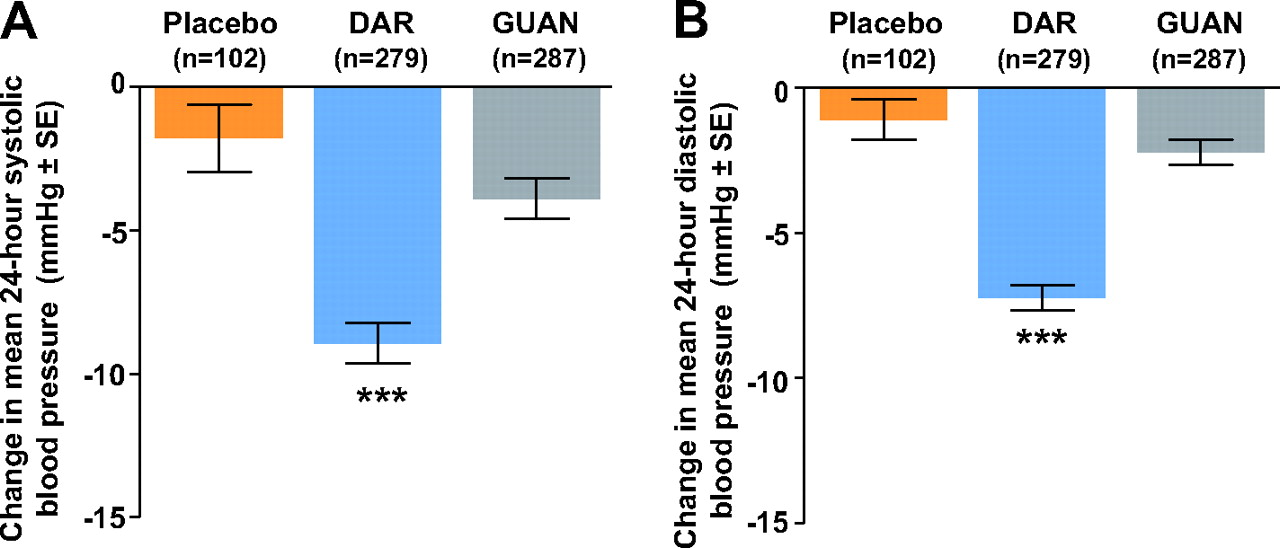 A
Placebo
(n=102)
DAR
(n=279)
GUAN
(n=287)
Change in mean 24-hour systolic
blood pressure (mmHg ± SE)
0
-5
-10
-15
***
B
Placebo
(n=102)
DAR
(n=279)
GUAN
(n=287)
Change in mean 24-hour diastolic
blood pressure (mmHg ± SE)
0
-5
-10
-15
***